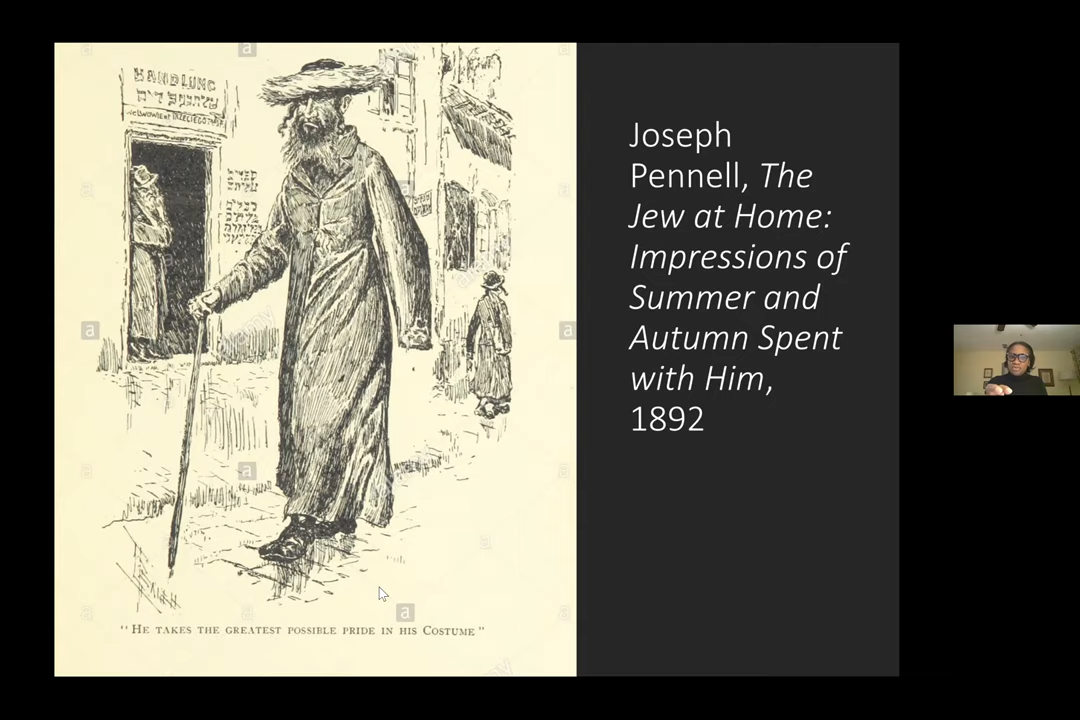 HANDLUNG
"HE TAKES THE GREATEST POSSIBLE PRIDE IN HIS COSTUME"
Joseph
Pennell, The
Jew at Home:
Impressions of
Summer and
Autumn Spent
with Him,
1892
a
alamy